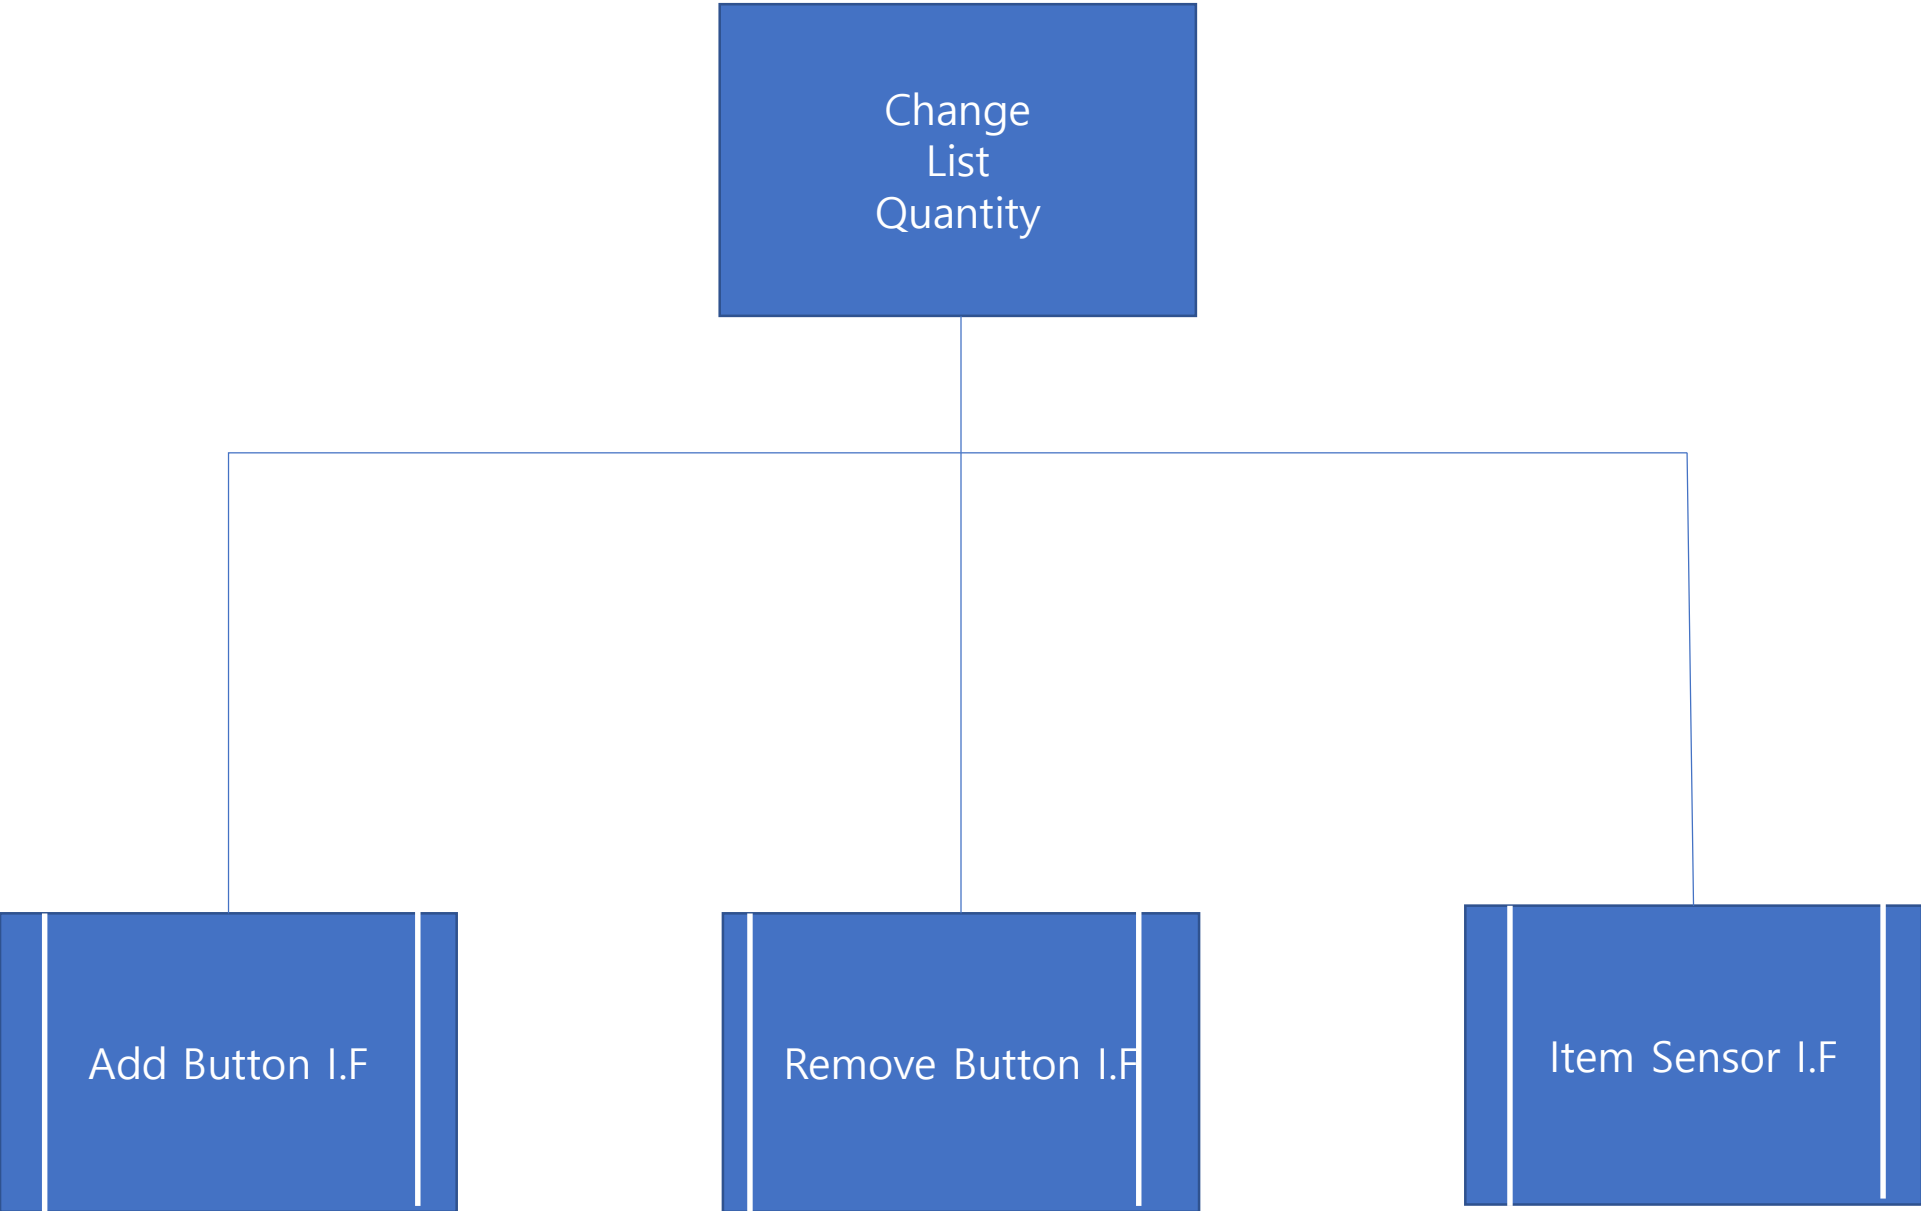 Change
List
Quantity
Add Button I.F
Remove Button I.F
Item Sensor I.F